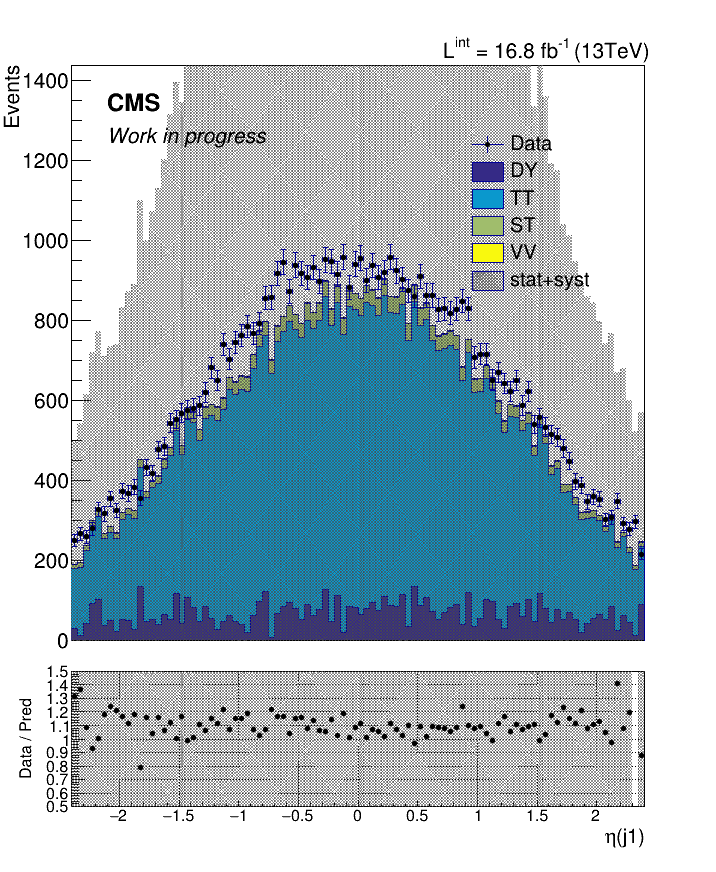 L^int = 16.8 fb^-1 (13TeV)
Events
1400
1200
1000
800
600
400
200
0
CMS
Work in progress
Data
DY
TT
ST
VV
stat+syst
Data / Pred
1.5
1.4
1.3
1.2
1.1
1
0.9
0.8
0.7
0.6
0.5
−2 −1.5 −1 −0.5 0 0.5 1 1.5 2
η(j1)